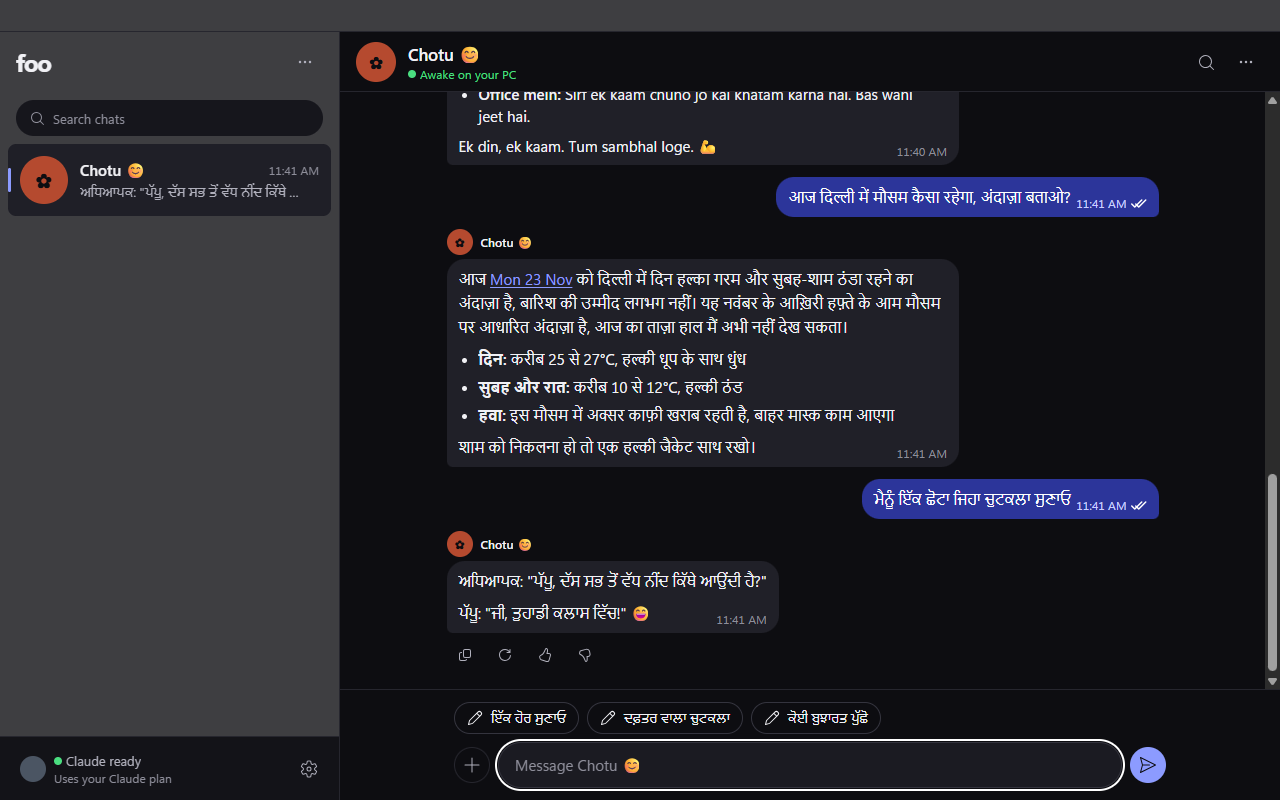 foo
Search chats
Chotu 😊
11:41 AM
ਅਧਿਆਪਕ: "ਪੱਪੂ, ਦੱਸ ਸਭ ਤੋਂ ਵੱਧ ਨੀਂਦ ਕਿੱਥੇ ...
Claude ready
Uses your Claude plan
Chotu 😊
Awake on your PC
Office mein: Sirf ek kaam chuno jo kal khatam karna hai. Bas wahi
jeet hai.
Ek din, ek kaam. Tum sambhal loge. 💪
11:40 AM
आज दिल्ली में मौसम कैसा रहेगा, अंदाज़ा बताओ? 11:41 AM
Chotu 😊
आज Mon 23 Nov को दिल्ली में दिन हल्का गरम और सुबह-शाम ठंडा रहने का
अंदाज़ा है, बारिश की उम्मीद लगभग नहीं। यह नवंबर के आख़िरी हफ़्ते के आम मौसम
पर आधारित अंदाज़ा है, आज का ताज़ा हाल मैं अभी नहीं देख सकता।
• दिन: करीब 25 से 27°C, हल्की धूप के साथ धुंध
• सुबह और रात: करीब 10 से 12°C, हल्की ठंड
• हवा: इस मौसम में अक्सर काफ़ी खराब रहती है, बाहर मास्क काम आएगा
शाम को निकलना हो तो एक हल्की जैकेट साथ रखो।
11:41 AM
ਮੈਨੂੰ ਇੱਕ ਛੋਟਾ ਜਿਹਾ ਚੁਟਕਲਾ ਸੁਣਾਓ 11:41 AM
Chotu 😊
ਅਧਿਆਪਕ: "ਪੱਪੂ, ਦੱਸ ਸਭ ਤੋਂ ਵੱਧ ਨੀਂਦ ਕਿੱਥੇ ਆਉਂਦੀ ਹੈ?"
ਪੱਪੂ: "ਜੀ, ਤੁਹਾਡੀ ਕਲਾਸ ਵਿੱਚ!" 😄
11:41 AM
ਇੱਕ ਹੋਰ ਸੁਣਾਓ
ਦਫ਼ਤਰ ਵਾਲਾ ਚੁਟਕਲਾ
ਕੋਈ ਬੁਝਾਰਤ ਪੁੱਛੋ
Message Chotu 😊